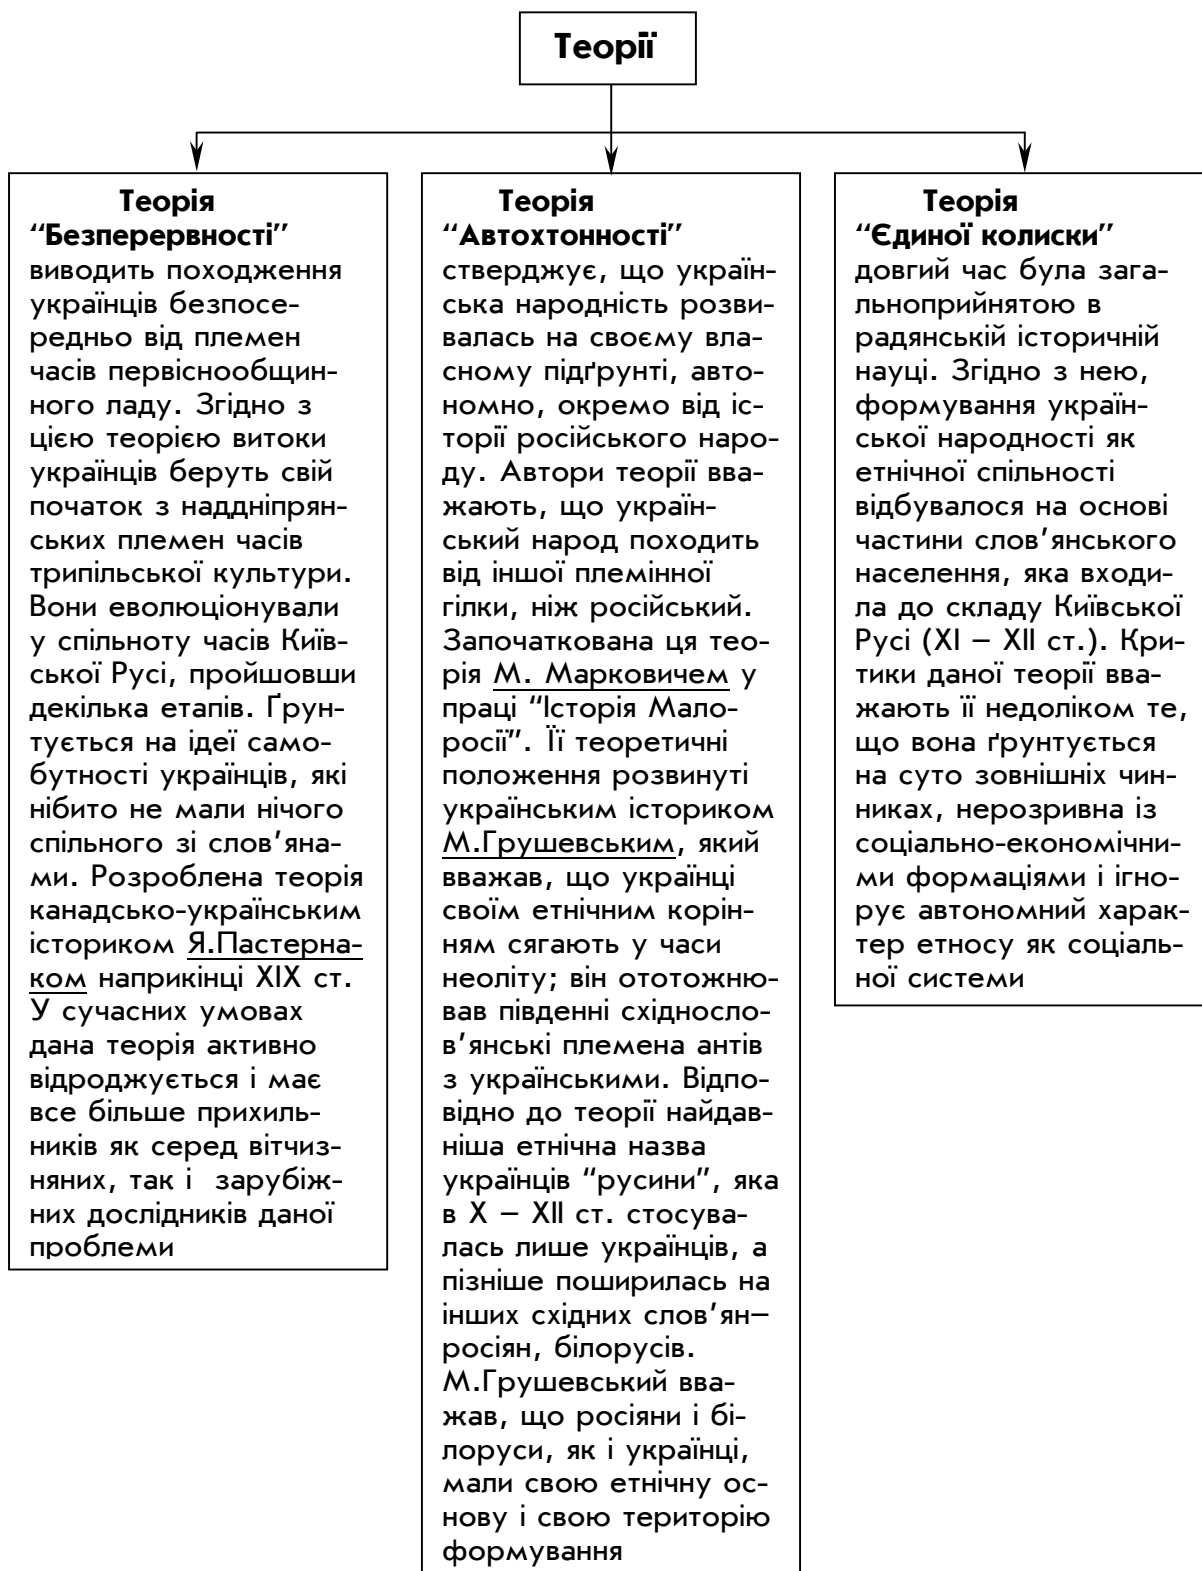 Теорії
Теорія
“Безперервності”
виводить походження
українців безпосе-
редньо від племен
часів первіснообщин-
ного ладу. Згідно з
цією теорією витоки
українців беруть свій
початок з наддніпрян-
ських племен часів
трипільської культури.
Вони еволюціонували
у спільноту часів Київ-
ської Русі, пройшовши
декілька етапів. Ґрун-
тується на ідеї само-
бутності українців, які
нібито не мали нічого
спільного зі слов’яна-
ми. Розроблена теорія
канадсько-українським
істориком Я.Пастерна-
ком наприкінці XIX ст.
У сучасних умовах
дана теорія активно
відроджується і має
все більше прихиль-
ників як серед вітчиз-
няних, так і зарубіж-
них дослідників даної
проблеми
Теорія
“Автохтонності”
стверджує, що україн-
ська народність розви-
валась на своєму вла-
сному підґрунті, авто-
номно, окремо від іс-
торії російського наро-
ду. Автори теорії вва-
жають, що україн-
ський народ походить
від іншої племінної
гілки, ніж російський.
Започаткована ця тео-
рія М. Марковичем у
праці “Історія Мало-
росії”. Її теоретичні
положення розвинуті
українським істориком
М.Грушевським, який
вважав, що українці
своїм етнічним корін-
ням сягають у часи
неоліту; він ототожню-
вав південні східносло-
в’янські племена антів
з українськими. Відпо-
відно до теорії найдав-
ніша етнічна назва
українців “русини”, яка
в X – XII ст. стосува-
лась лише українців, а
пізніше поширилась на
інших східних слов’ян–
росіян, білорусів.
М.Грушевський вва-
жав, що росіяни і бі-
лоруси, як і українці,
мали свою етнічну ос-
нову і свою територію
формування
Теорія
“Єдиної колиски”
довгий час була зага-
льноприйнятою в
радянській історичній
науці. Згідно з нею,
формування україн-
ської народності як
етнічної спільності
відбувалося на основі
частини слов’янського
населення, яка входи-
ла до складу Київської
Русі (XI – XII ст.). Кри-
тики даної теорії вва-
жають її недоліком те,
що вона ґрунтується
на суто зовнішніх чин-
никах, нерозривна із
соціально-економічни-
ми формаціями і ігно-
рує автономний харак-
тер етносу як соціаль-
ної системи